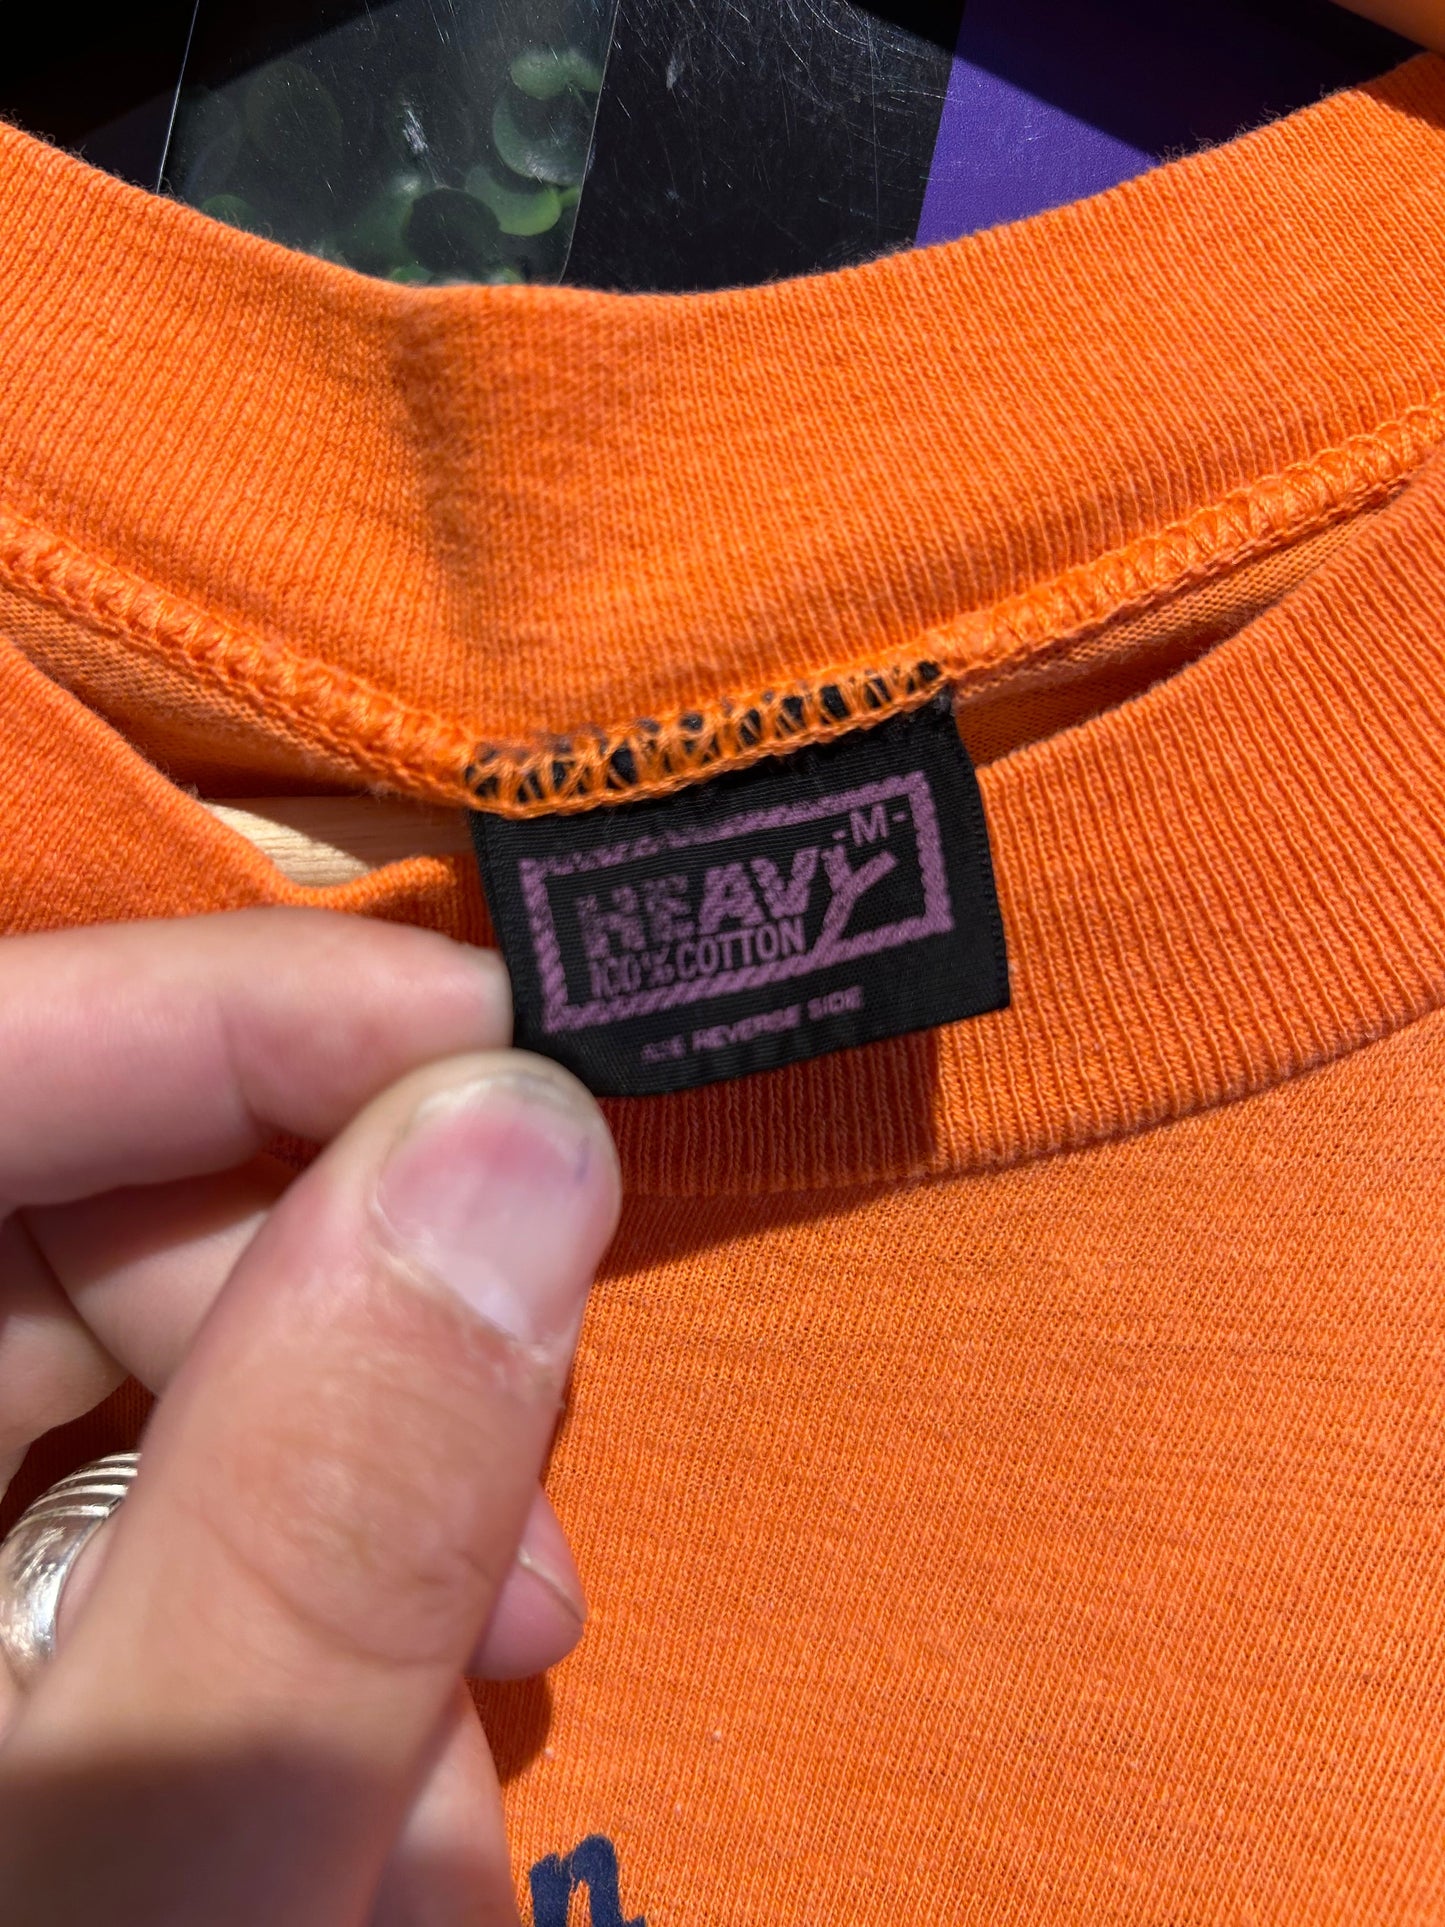 -M-
HEAVY
100% COTTON
SEE REVERSE SIDE
n